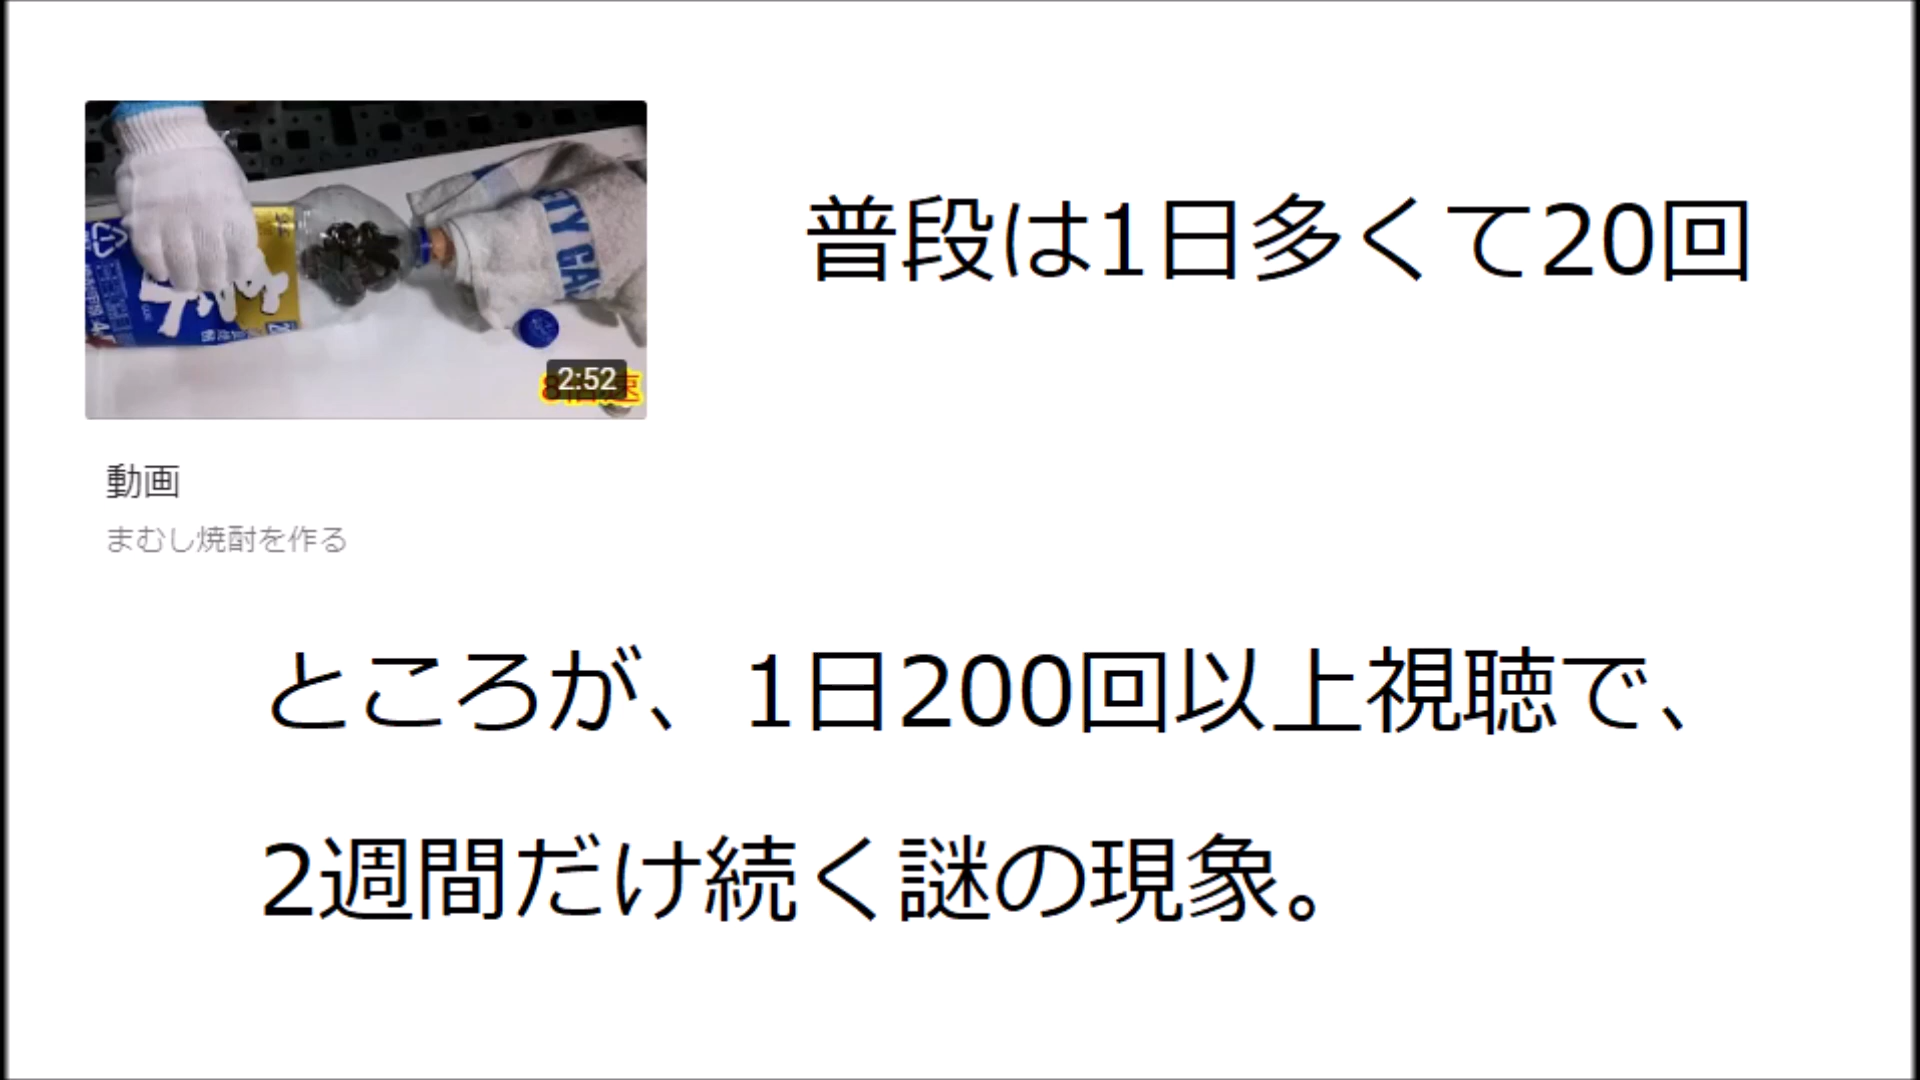 普段は1日多くて20回
TY GA
2:52
動画
まむし焼酎を作る
ところが、1日200回以上視聴で、
2週間だけ続く謎の現象。